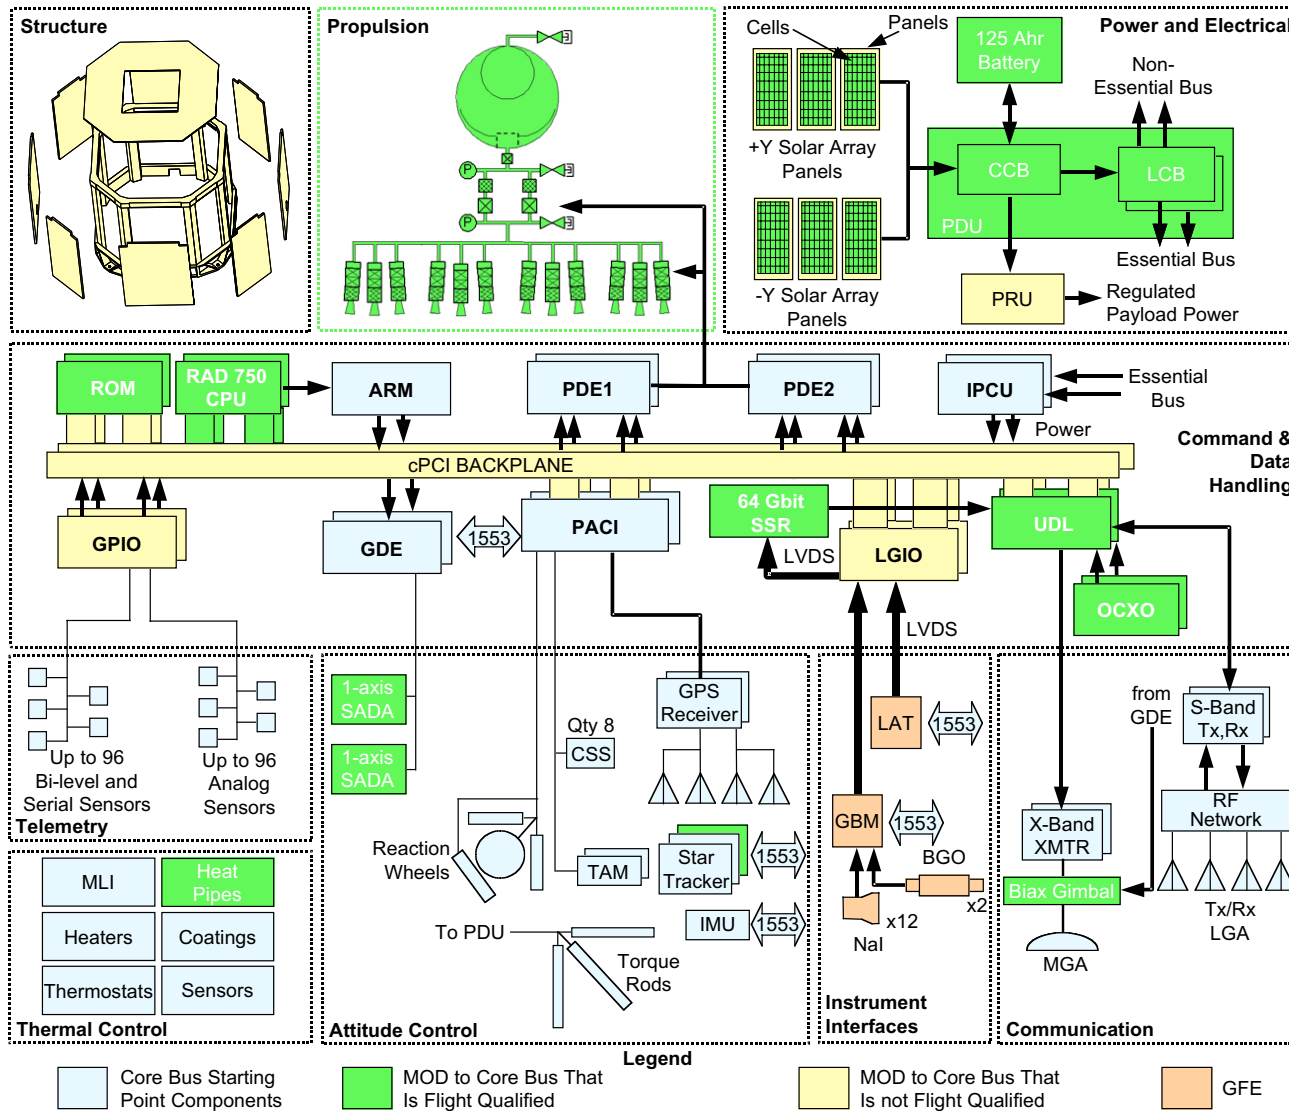 Structure
Propulsion
P
P
Cells
Panels
+Y Solar Array
Panels
-Y Solar Array
Panels
125 Ahr
Battery
Power and Electrical
Non-
Essential Bus
CCB
LCB
PDU
Essential Bus
PRU
Regulated
Payload Power
ROM
RAD 750
CPU
ARM
PDE1
PDE2
IPCU
Essential
Bus
Power
cPCI BACKPLANE
Command &
Data
Handling
GPIO
GDE
1553
PACI
64 Gbit
SSR
LVDS
LGIO
UDL
OCXO
LVDS
Up to 96
Bi-level and
Serial Sensors
Up to 96
Analog
Sensors
Telemetry
1-axis
SADA
1-axis
SADA
Qty 8
CSS
GPS
Receiver
Reaction
Wheels
TAM
Star
Tracker
1553
IMU
1553
To PDU
Torque
Rods
Attitude Control
LAT
1553
GBM
1553
BGO
x2
x12
NaI
Instrument
Interfaces
from
GDE
S-Band
Tx,Rx
RF
Network
X-Band
XMTR
Biax Gimbal
MGA
Tx/Rx
LGA
Communication
MLI
Heat
Pipes
Heaters
Coatings
Thermostats
Sensors
Thermal Control
Legend
Core Bus Starting
Point Components
MOD to Core Bus That
Is Flight Qualified
MOD to Core Bus That
Is not Flight Qualified
GFE